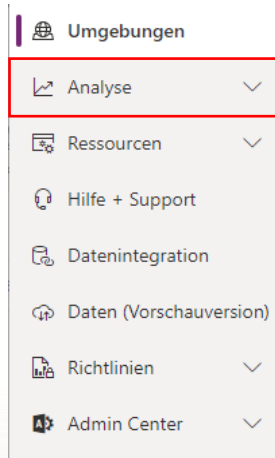 Umgebungen
Analyse
Ressourcen
Hilfe + Support
Datenintegration
Daten (Vorschauversion)
Richtlinien
Admin Center